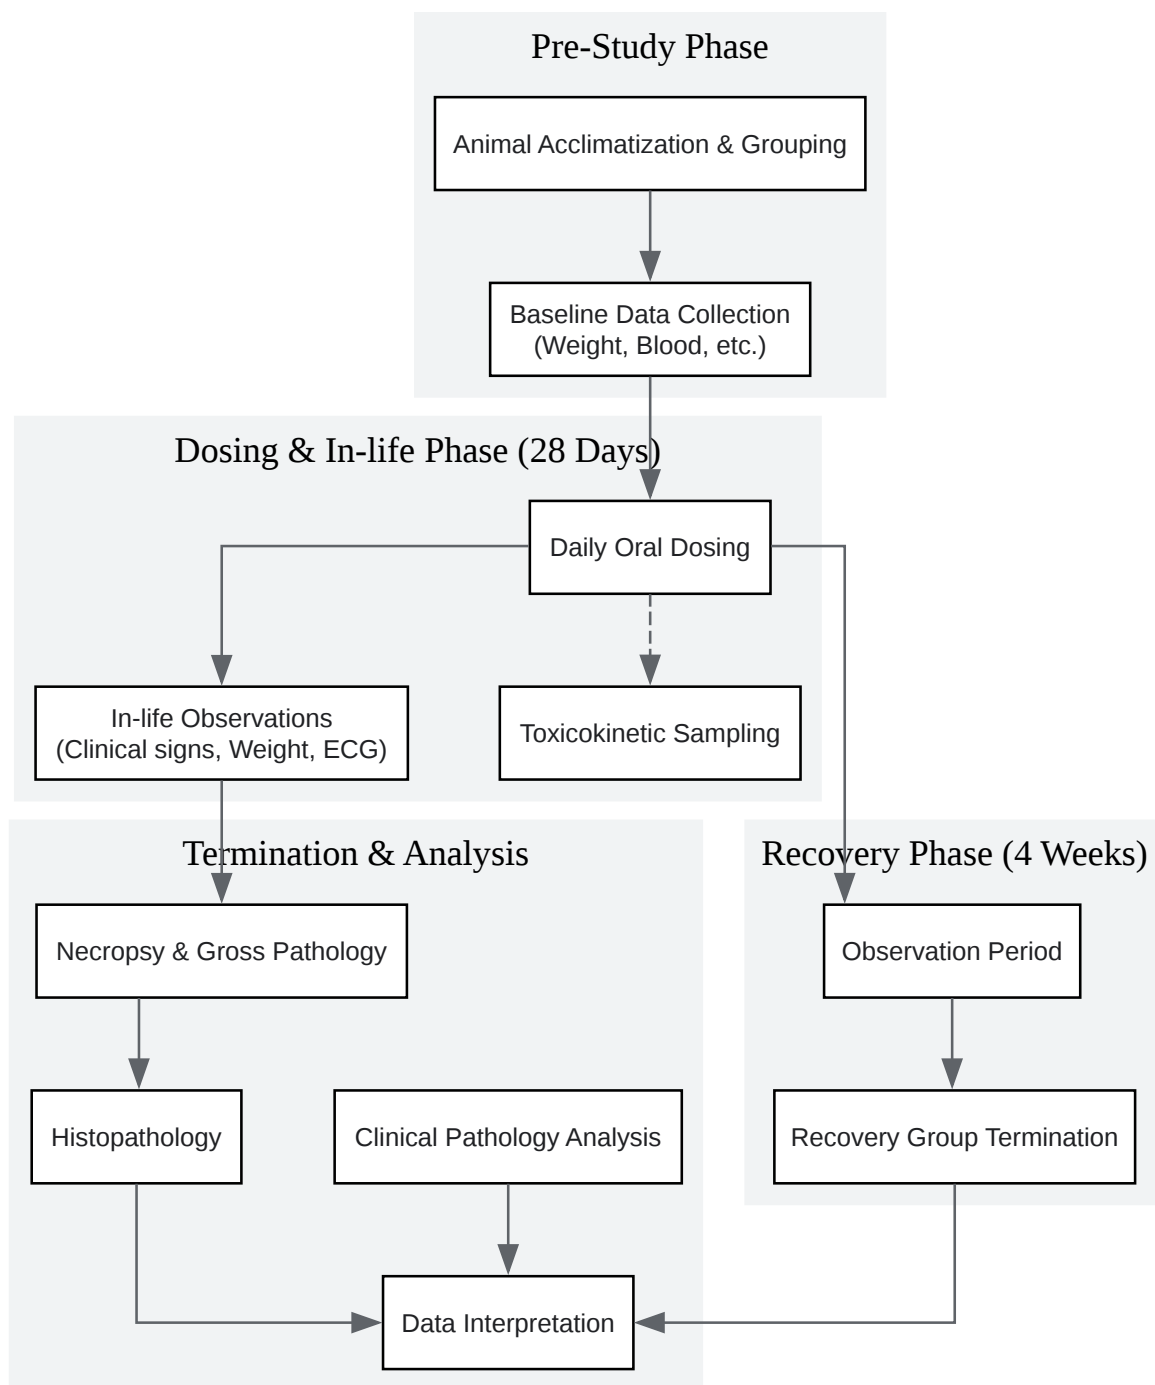 Pre-Study Phase
Animal Acclimatization & Grouping
Baseline Data Collection
(Weight, Blood, etc.)
Dosing & In-life Phase (28 Days)
Daily Oral Dosing
In-life Observations
(Clinical signs, Weight, ECG)
Toxicokinetic Sampling
Termination & Analysis
Necropsy & Gross Pathology
Histopathology
Clinical Pathology Analysis
Data Interpretation
Recovery Phase (4 Weeks)
Observation Period
Recovery Group Termination